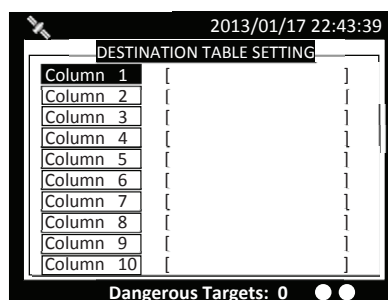 2013/01/17 22:43:39
DESTINATION TABLE SETTING
Column 1 [ ]
Column 2 [ ]
Column 3 [ ]
Column 4 [ ]
Column 5 [ ]
Column 6 [ ]
Column 7 [ ]
Column 8 [ ]
Column 9 [ ]
Column 10 [ ]
Dangerous Targets: 0